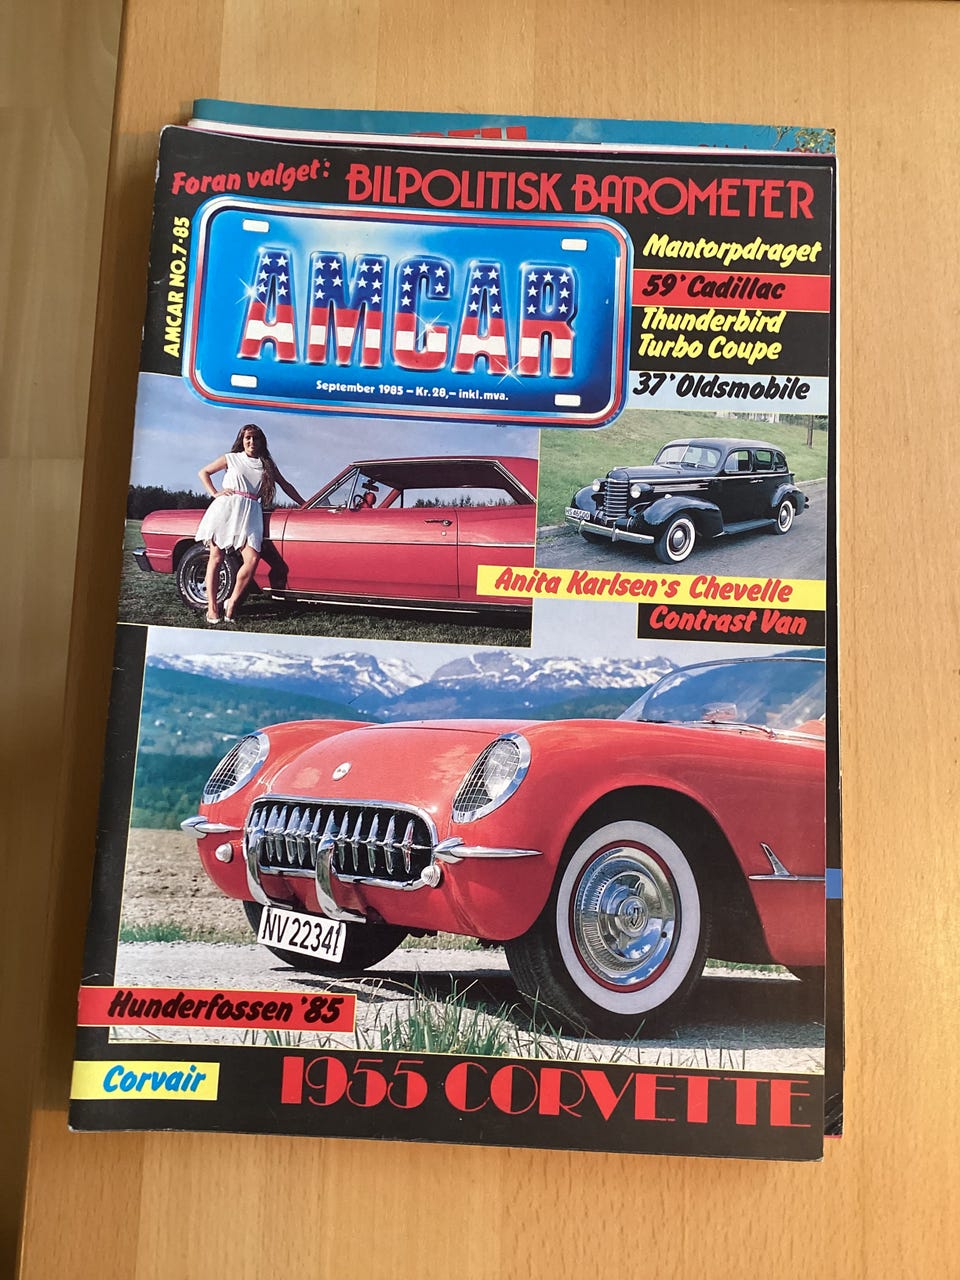 Foran valget: BILPOLITISK BAROMETER
AMCAR NO.7-85
AMCAR
September 1985 – Kr. 28,– inkl.mva.
Mantorpdraget
59' Cadillac
Thunderbird
Turbo Coupe
37' Oldsmobile
Anita Karlsen's Chevelle
Contrast Van
NV 22341
Hunderfossen '85
Corvair
1955 CORVETTE